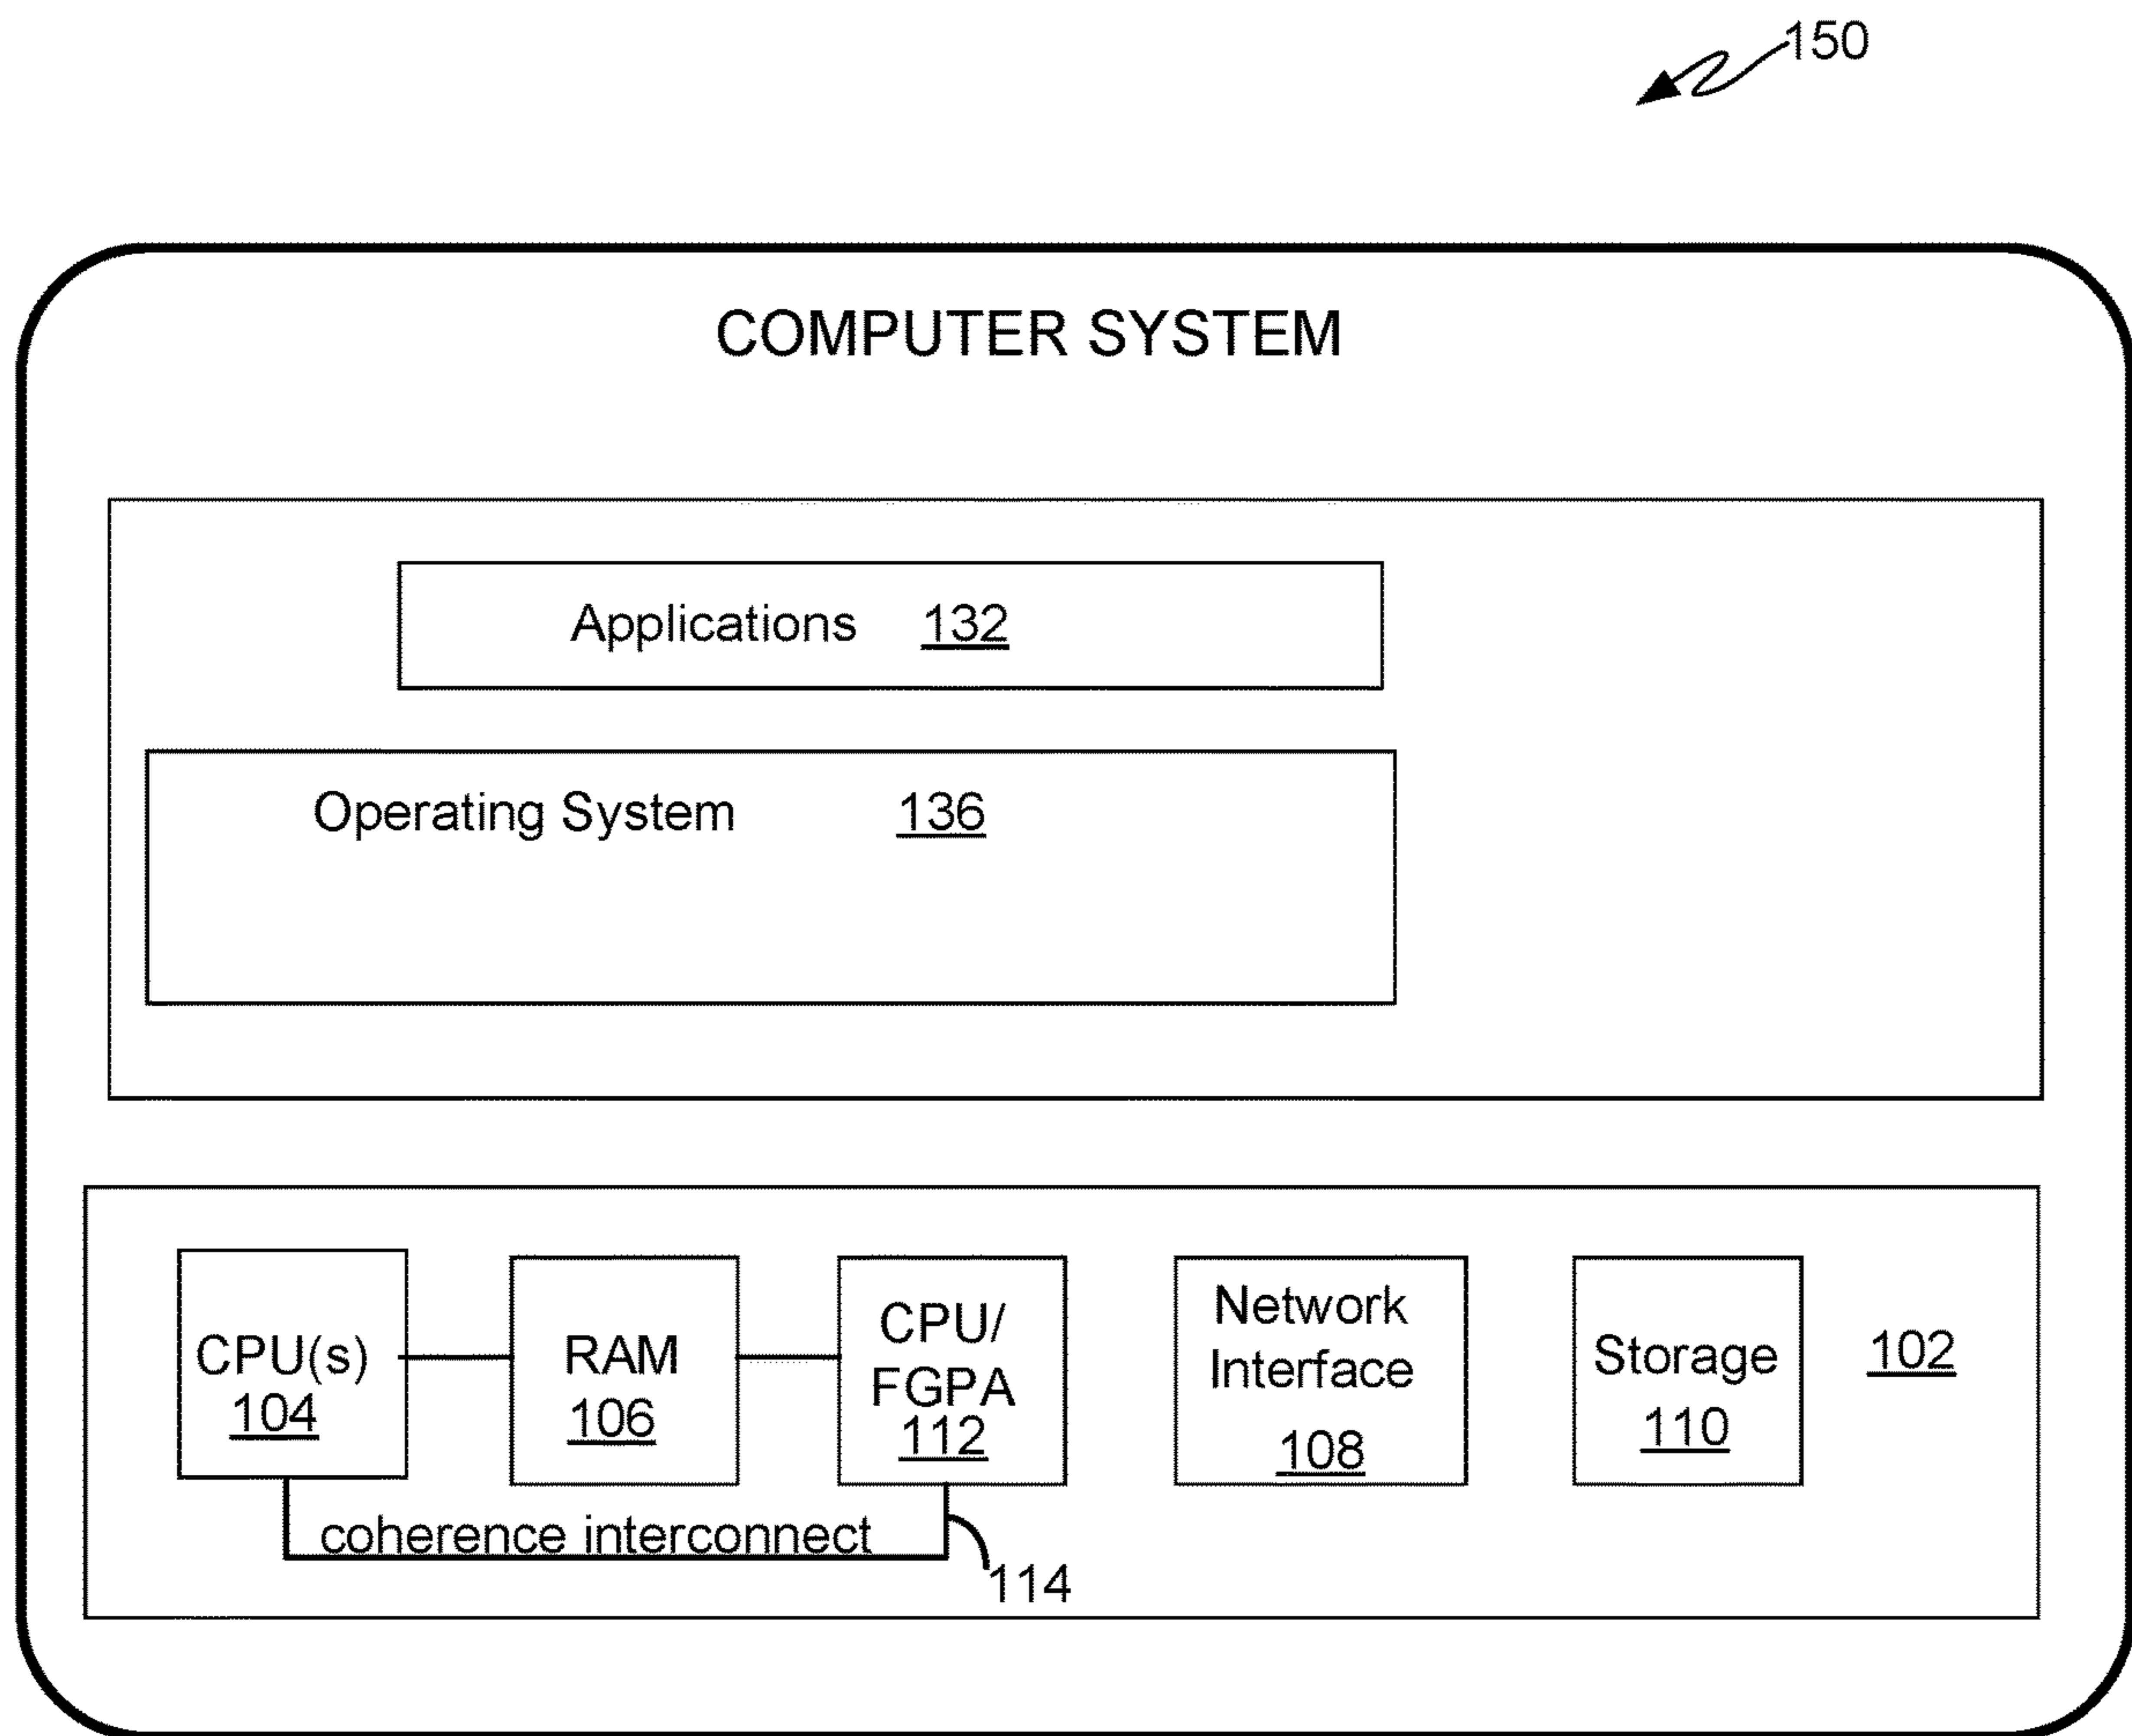 150
COMPUTER SYSTEM
Applications 132
Operating System 136
CPU(s)
104
RAM
106
CPU/
FGPA
112
Network
Interface
108
Storage
110
102
coherence interconnect
114